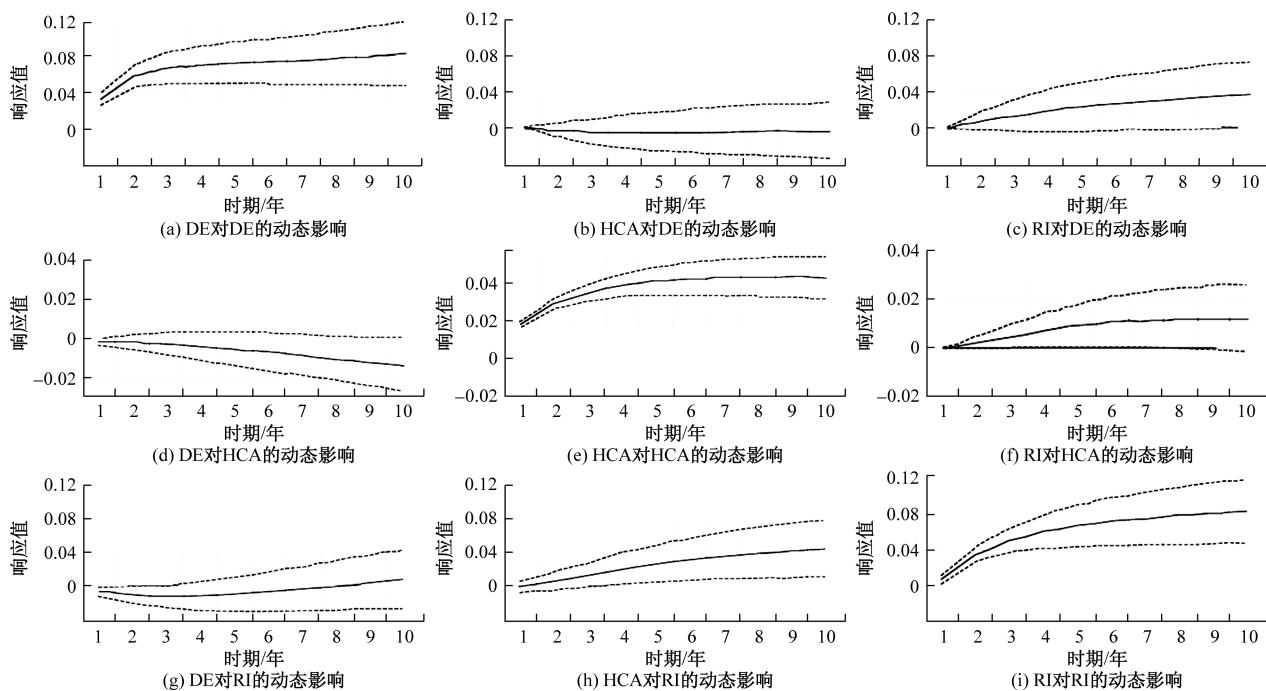 0.12
0.08
0.04
0
响应值
1 2 3 4 5 6 7 8 9 10
时期/年
(a) DE对DE的动态影响
0.12
0.08
0.04
0
响应值
1 2 3 4 5 6 7 8 9 10
时期/年
(b) HCA对DE的动态影响
0.12
0.08
0.04
0
响应值
1 2 3 4 5 6 7 8 9 10
时期/年
(c) RI对DE的动态影响
0.04
0.02
0
−0.02
响应值
1 2 3 4 5 6 7 8 9 10
时期/年
(d) DE对HCA的动态影响
0.04
0.02
0
−0.02
响应值
1 2 3 4 5 6 7 8 9 10
时期/年
(e) HCA对HCA的动态影响
0.04
0.02
0
−0.02
响应值
1 2 3 4 5 6 7 8 9 10
时期/年
(f) RI对HCA的动态影响
0.12
0.04
0
响应值
1 2 3 4 5 6 7 8 9 10
时期/年
(g) DE对RI的动态影响
0.12
0.08
0.04
0
响应值
1 2 3 4 5 6 7 8 9 10
时期/年
(h) HCA对RI的动态影响
0.12
0.08
0.04
0.00
响应值
1 2 3 4 5 6 7 8 9 10
时期/年
(i) RI对RI的动态影响